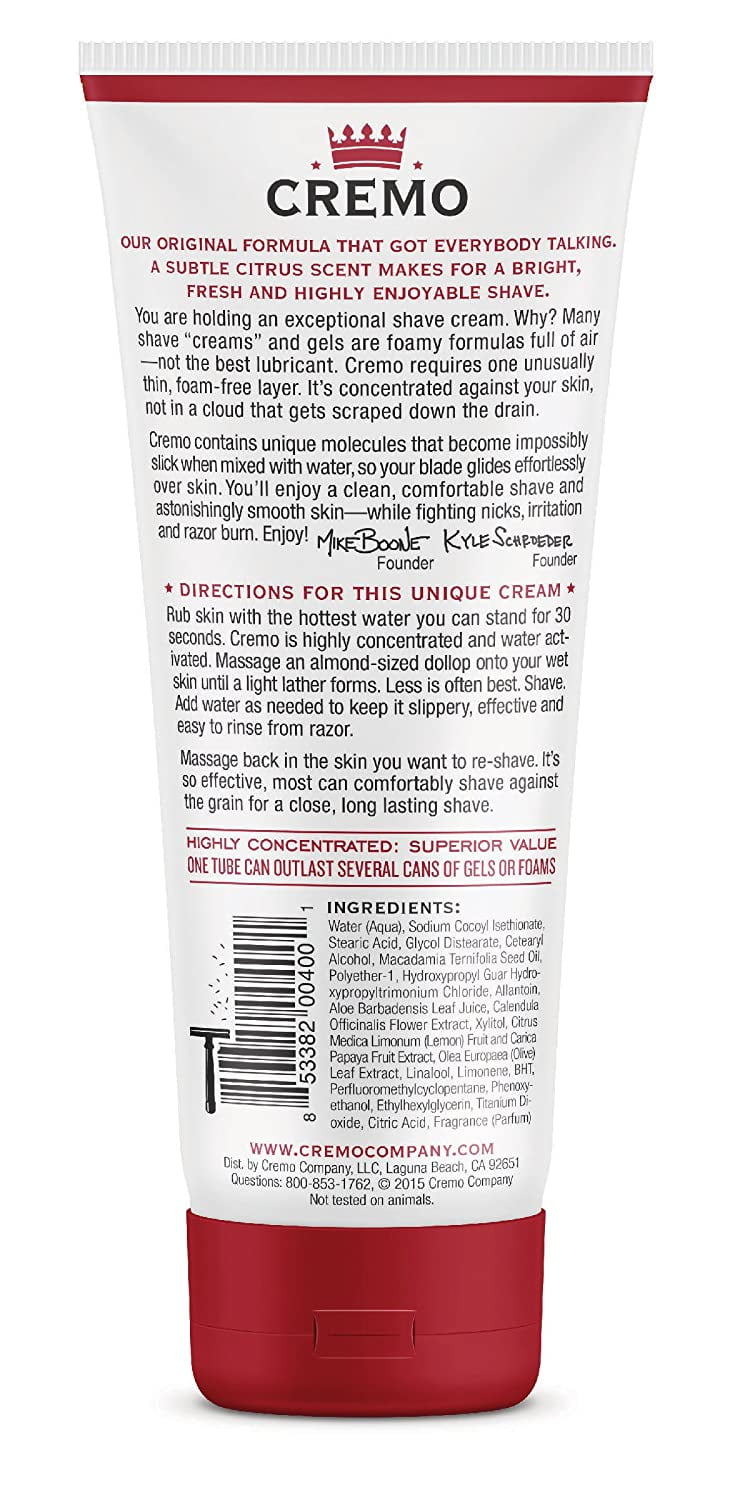 CREMO
OUR ORIGINAL FORMULA THAT GOT EVERYBODY TALKING.
A SUBTLE CITRUS SCENT MAKES FOR A BRIGHT,
FRESH AND HIGHLY ENJOYABLE SHAVE.
You are holding an exceptional shave cream. Why? Many
shave “creams” and gels are foamy formulas full of air
—not the best lubricant. Cremo requires one unusually
thin, foam-free layer. It’s concentrated against your skin,
not in a cloud that gets scraped down the drain.
Cremo contains unique molecules that become impossibly
slick when mixed with water, so your blade glides effortlessly
over skin. You’ll enjoy a clean, comfortable shave and
astonishingly smooth skin—while fighting nicks, irritation
and razor burn. Enjoy! MIKE BOONE KYLE SCHROEDER
Founder Founder
★ DIRECTIONS FOR THIS UNIQUE CREAM ★
Rub skin with the hottest water you can stand for 30
seconds. Cremo is highly concentrated and water act-
ivated. Massage an almond-sized dollop onto your wet
skin until a light lather forms. Less is often best. Shave.
Add water as needed to keep it slippery, effective and
easy to rinse from razor.
Massage back in the skin you want to re-shave. It’s
so effective, most can comfortably shave against
the grain for a close, long lasting shave.
HIGHLY CONCENTRATED: SUPERIOR VALUE
ONE TUBE CAN OUTLAST SEVERAL CANS OF GELS OR FOAMS
8 53382 00400 1
INGREDIENTS:
Water (Aqua), Sodium Cocoyl Isethionate,
Stearic Acid, Glycol Distearate, Cetearyl
Alcohol, Macadamia Ternifolia Seed Oil,
Polyether-1, Hydroxypropyl Guar Hydro-
xypropyltrimonium Chloride, Allantoin,
Aloe Barbadensis Leaf Juice, Calendula
Officinalis Flower Extract, Xylitol, Citrus
Medica Limonum (Lemon) Fruit and Carica
Papaya Fruit Extract, Olea Europaea (Olive)
Leaf Extract, Linalool, Limonene, BHT,
Perfluoromethylcyclopentane, Phenoxy-
ethanol, Ethylhexylglycerin, Titanium Di-
oxide, Citric Acid, Fragrance (Parfum)
WWW.CREMOCOMPANY.COM
Dist. by Cremo Company, LLC, Laguna Beach, CA 92651
Questions: 800-853-1762, © 2015 Cremo Company
Not tested on animals.